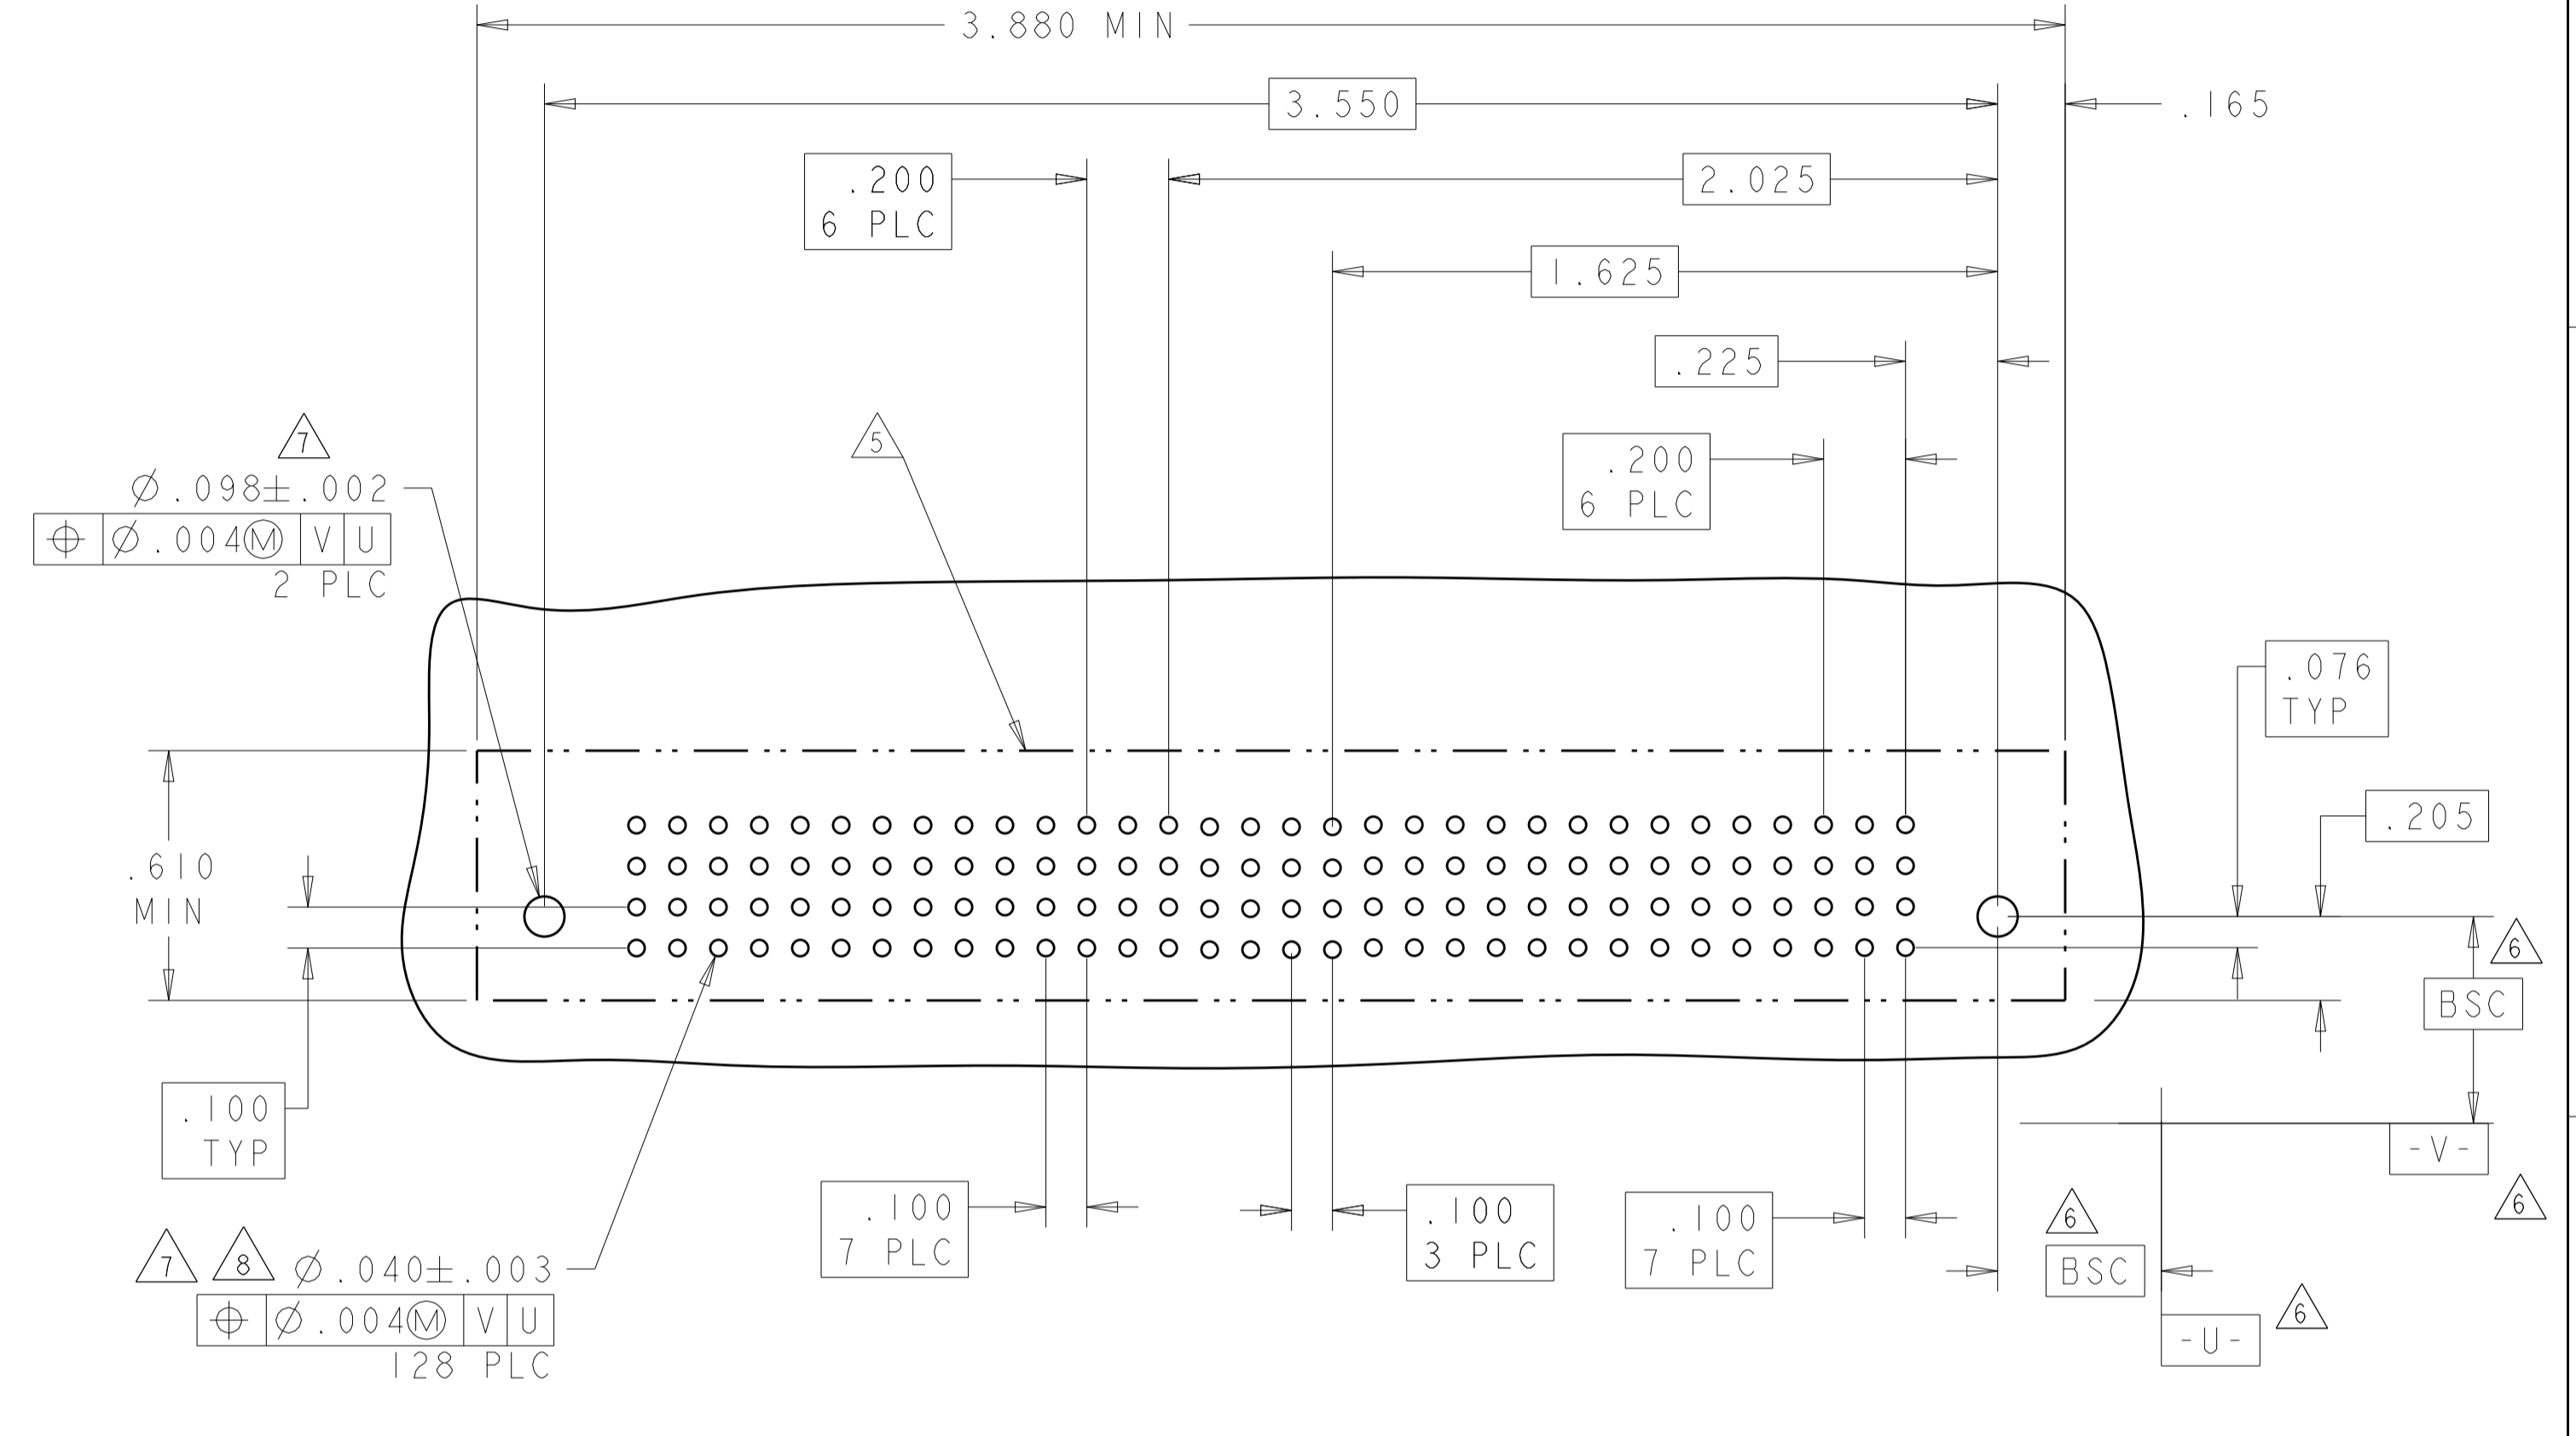 3.880 MIN
3.550
.165
.200
6 PLC
2.025
1.625
.225
.200
6 PLC
7
5
Ø.098±.002
⌖ Ø.004Ⓜ V U
2 PLC
.076
TYP
.205
.610
MIN
6
BSC
.100
TYP
-V-
6
.100
7 PLC
.100
3 PLC
.100
7 PLC
6
BSC
7 8 Ø.040±.003
⌖ Ø.004Ⓜ V U
128 PLC
-U-
6